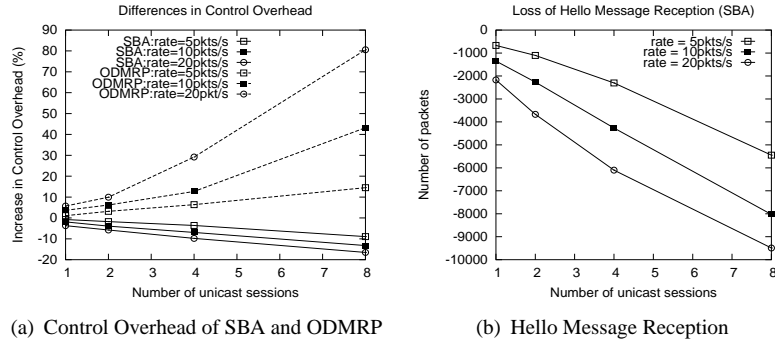 Differences in Control Overhead
Increase in Control Overhead (%)
90
80
70
60
50
40
30
20
10
0
-10
-20
SBA:rate=5pkts/s
SBA:rate=10pkts/s
SBA:rate=20pkts/s
ODMRP:rate=5pkts/s
ODMRP:rate=10pkts/s
ODMRP:rate=20pkt/s
1 2 3 4 5 6 7 8
Number of unicast sessions
(a) Control Overhead of SBA and ODMRP
Loss of Hello Message Reception (SBA)
Number of packets
0
-1000
-2000
-3000
-4000
-5000
-6000
-7000
-8000
-9000
-10000
rate = 5pkts/s
rate = 10pkts/s
rate = 20pkts/s
1 2 3 4 5 6 7 8
Number of unicast sessions
(b) Hello Message Reception